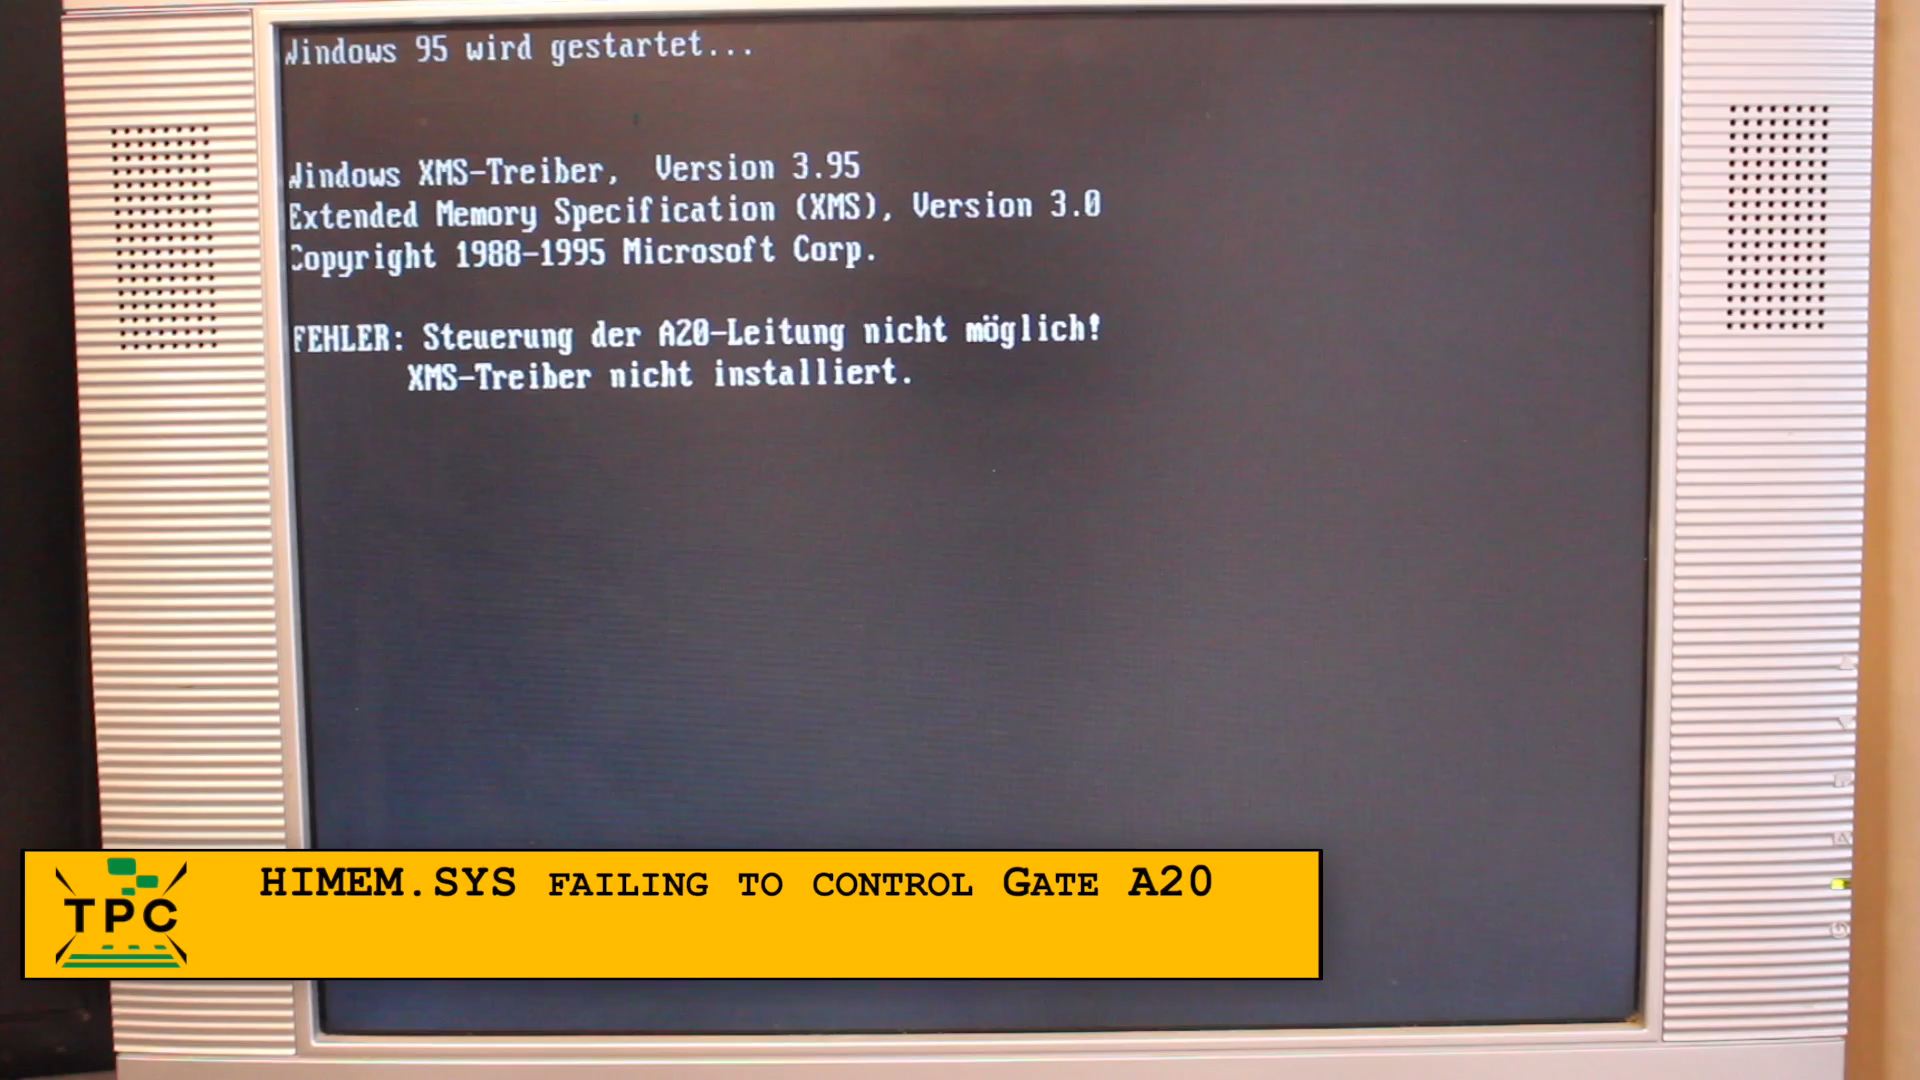 Windows 95 wird gestartet...
Windows XMS-Treiber, Version 3.95
Extended Memory Specification (XMS), Version 3.0
Copyright 1988-1995 Microsoft Corp.
FEHLER: Steuerung der A20-Leitung nicht möglich!
XMS-Treiber nicht installiert.
TPC
HIMEM.SYS FAILING TO CONTROL GATE A20